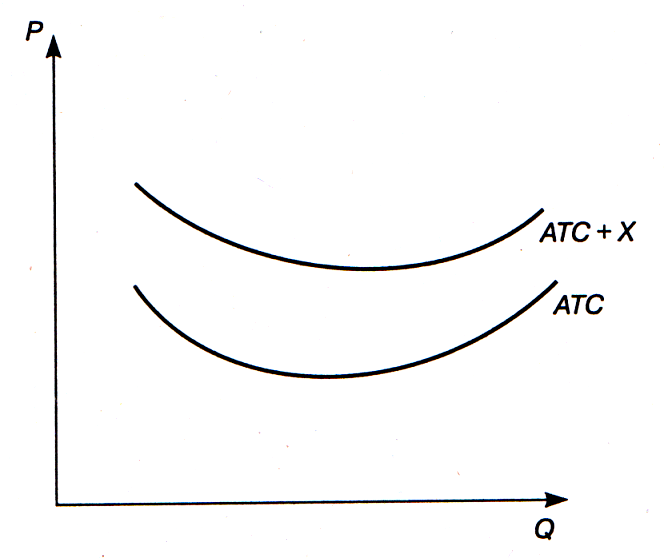 P
ATC + X
ATC
Q